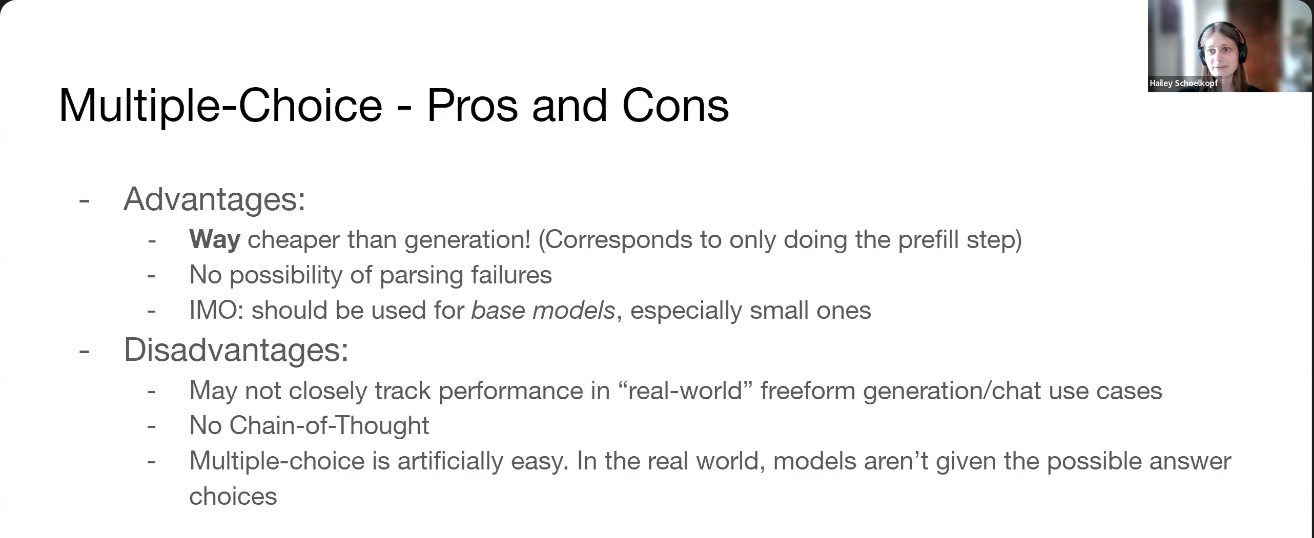 Hailey Schoelkopf
Multiple-Choice - Pros and Cons
- Advantages:
- Way cheaper than generation! (Corresponds to only doing the prefill step)
- No possibility of parsing failures
- IMO: should be used for base models, especially small ones
- Disadvantages:
- May not closely track performance in “real-world” freeform generation/chat use cases
- No Chain-of-Thought
- Multiple-choice is artificially easy. In the real world, models aren’t given the possible answer
choices